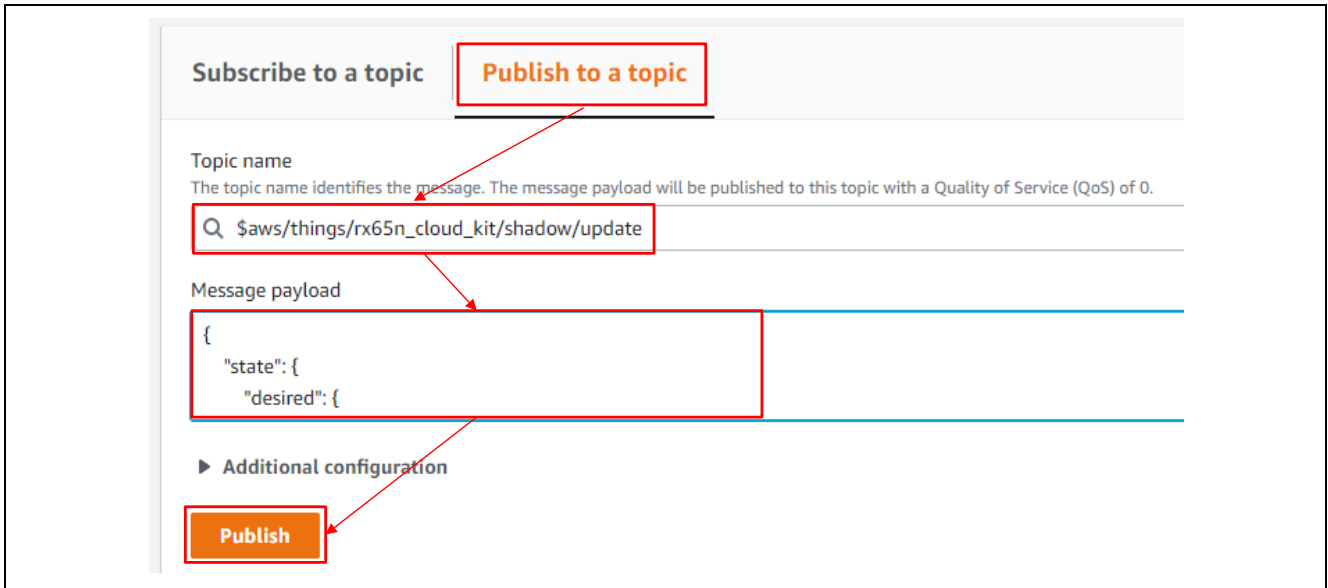 Subscribe to a topic
Publish to a topic
Topic name
The topic name identifies the message. The message payload will be published to this topic with a Quality of Service (QoS) of 0.
$aws/things/rx65n_cloud_kit/shadow/update
Message payload
{
"state": {
"desired": {
Additional configuration
Publish